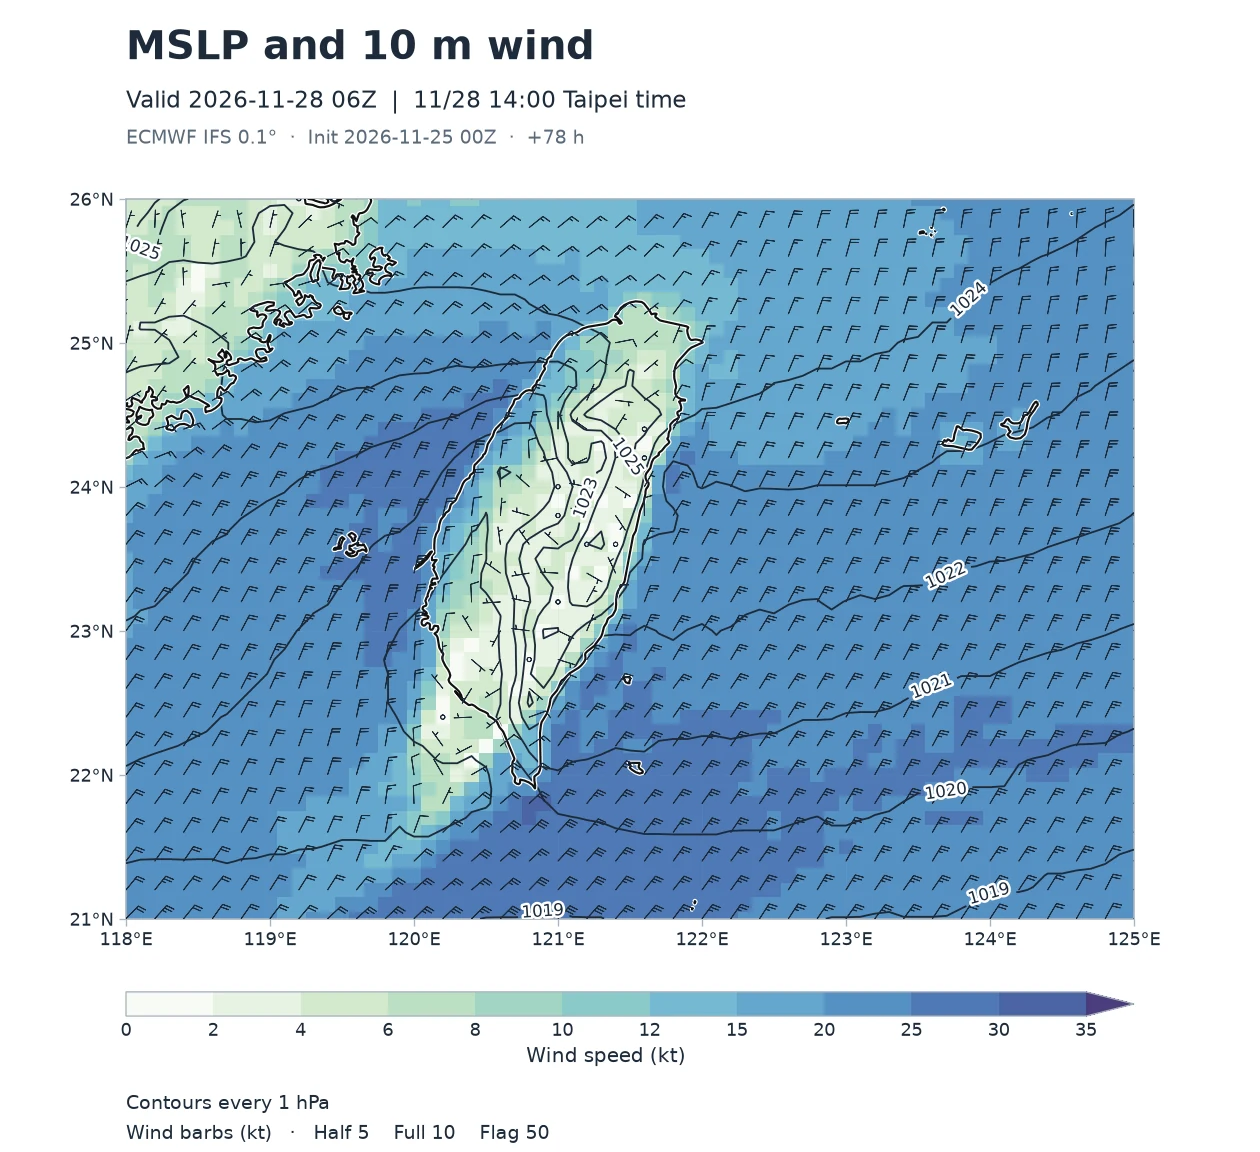 MSLP and 10 m wind
Valid 2026-11-28 06Z | 11/28 14:00 Taipei time
ECMWF IFS 0.1° · Init 2026-11-25 00Z · +78 h
26°N
1025
25°N
1024
1025
24°N
1023
1022
23°N
1021
22°N
1020
1019
1019
21°N
118°E 119°E 120°E 121°E 122°E 123°E 124°E 125°E
0 2 4 6 8 10 12 15 20 25 30 35
Wind speed (kt)
Contours every 1 hPa
Wind barbs (kt) · Half 5 Full 10 Flag 50